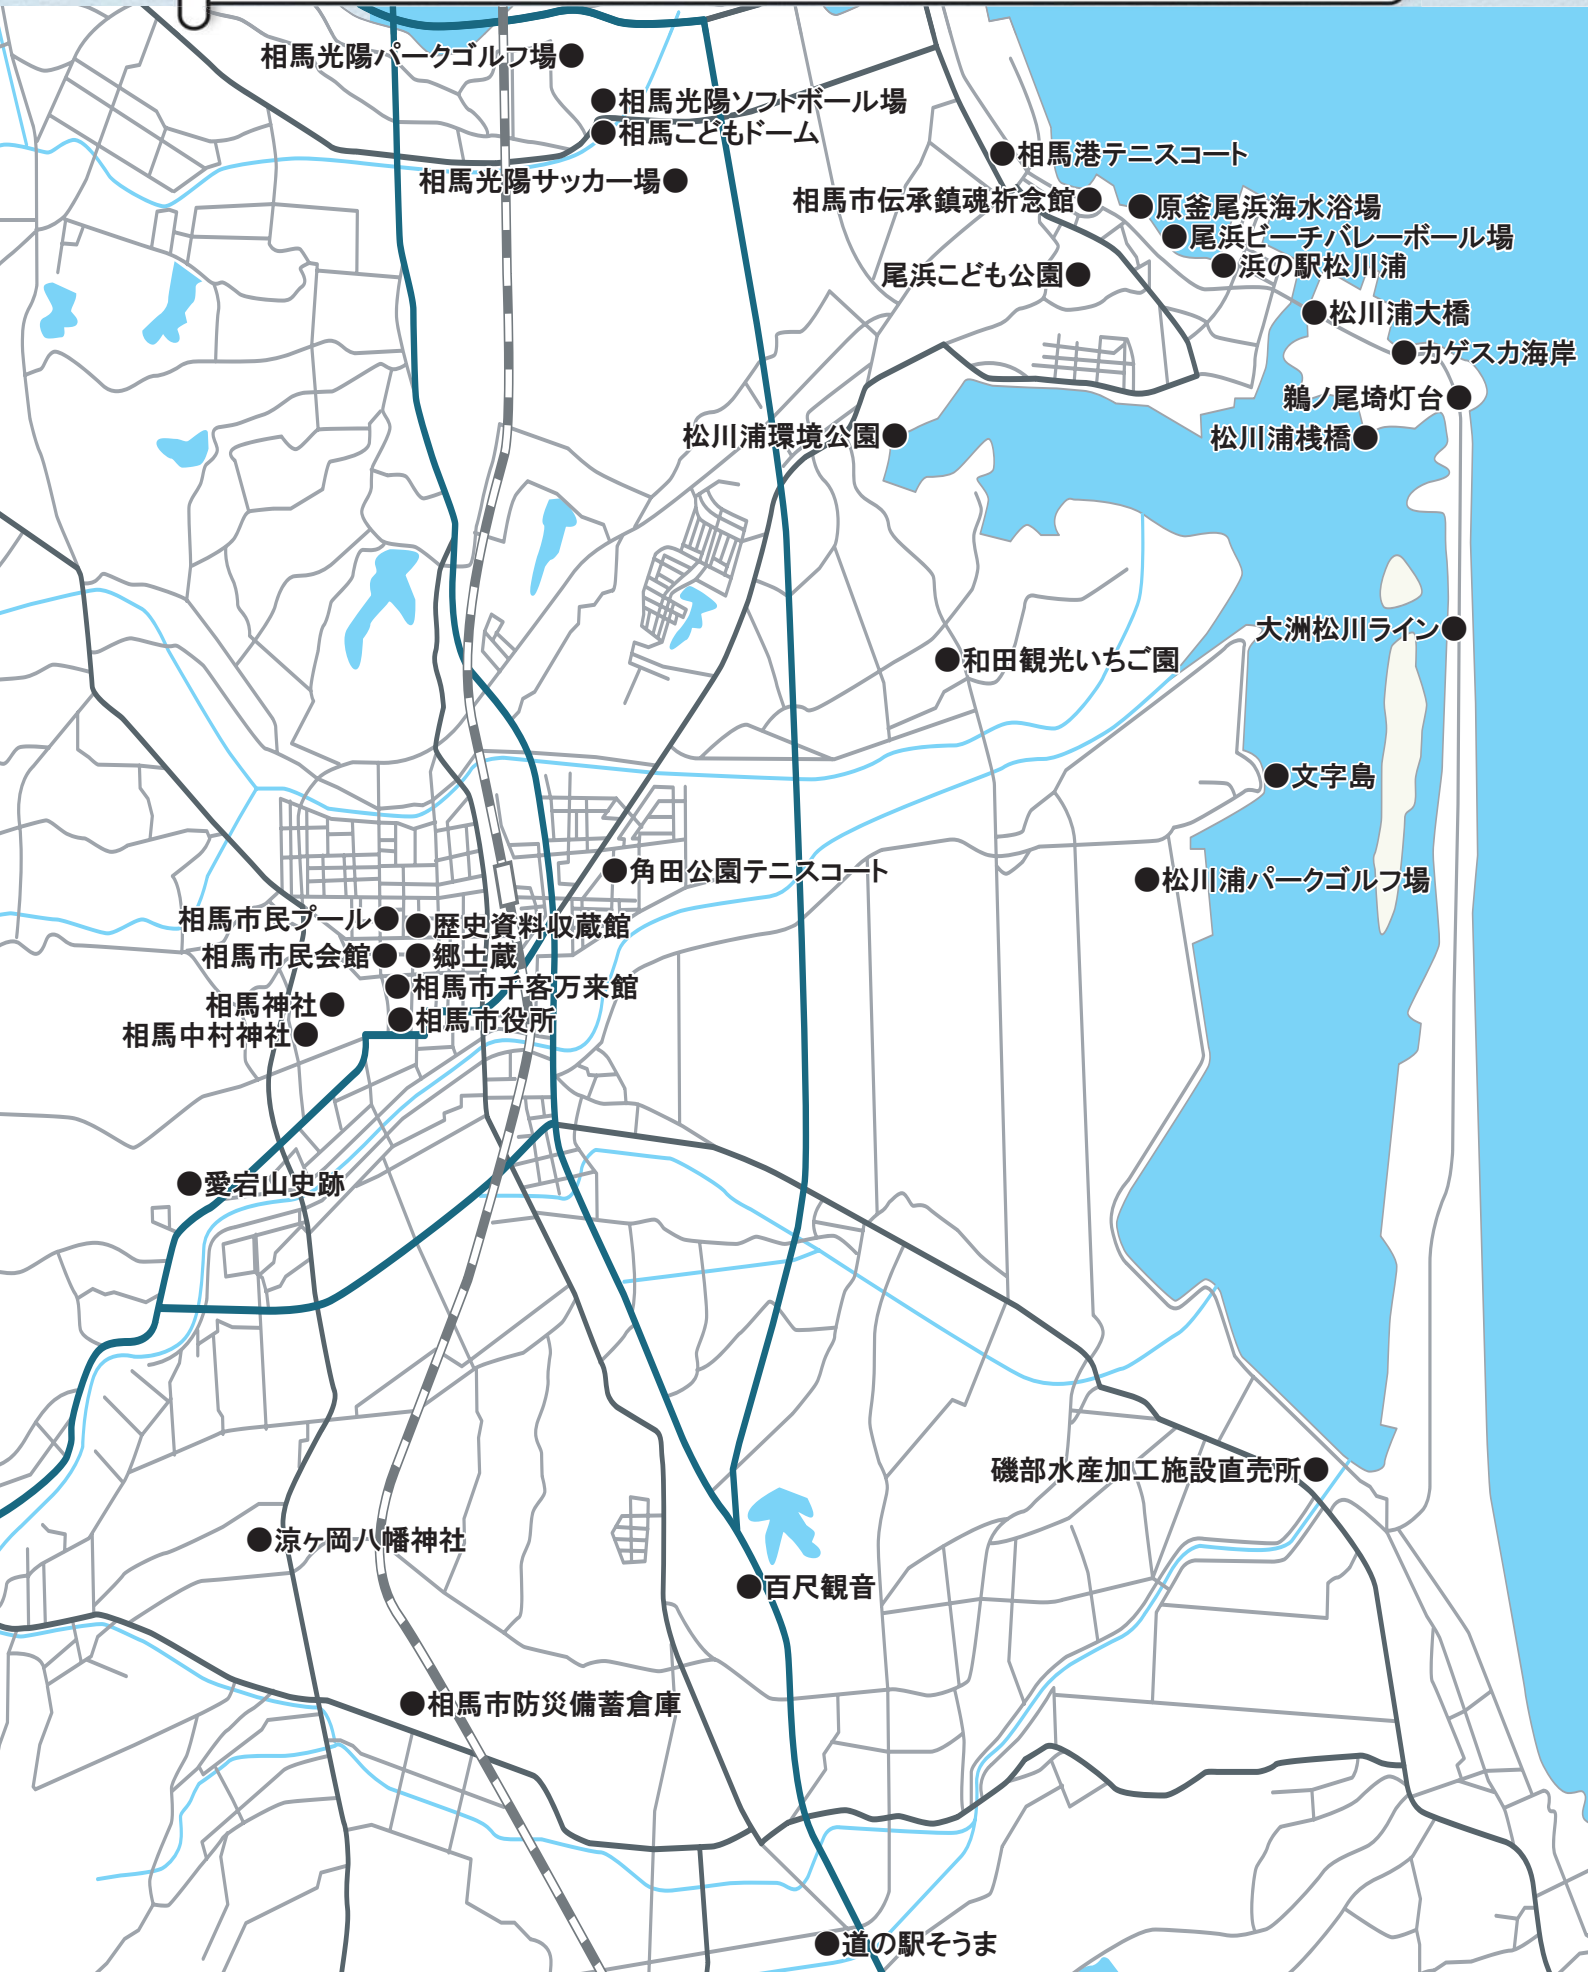 相馬光陽パークゴルフ場
相馬光陽ソフトボール場
相馬こどもドーム
相馬港テニスコート
相馬光陽サッカー場
相馬市伝承鎮魂祈念館
原釜尾浜海水浴場
尾浜ビーチバレーボール場
浜の駅松川浦
尾浜こども公園
松川浦大橋
カゲスカ海岸
鵜ノ尾埼灯台
松川浦環境公園
松川浦桟橋
大洲松川ライン
和田観光いちご園
文字島
角田公園テニスコート
松川浦パークゴルフ場
相馬市民プール
歴史資料収蔵館
相馬市民会館
郷土蔵
相馬市千客万来館
相馬神社
相馬市役所
相馬中村神社
愛宕山史跡
磯部水産加工施設直売所
涼ヶ岡八幡神社
百尺観音
相馬市防災備蓄倉庫
道の駅そうま